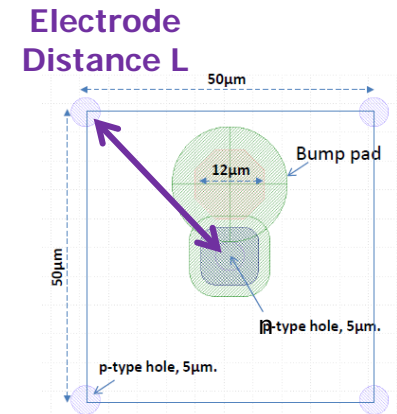 Electrode
Distance L
50µm
Bump pad
12µm
50µm
n-type hole, 5µm.
p-type hole, 5µm.